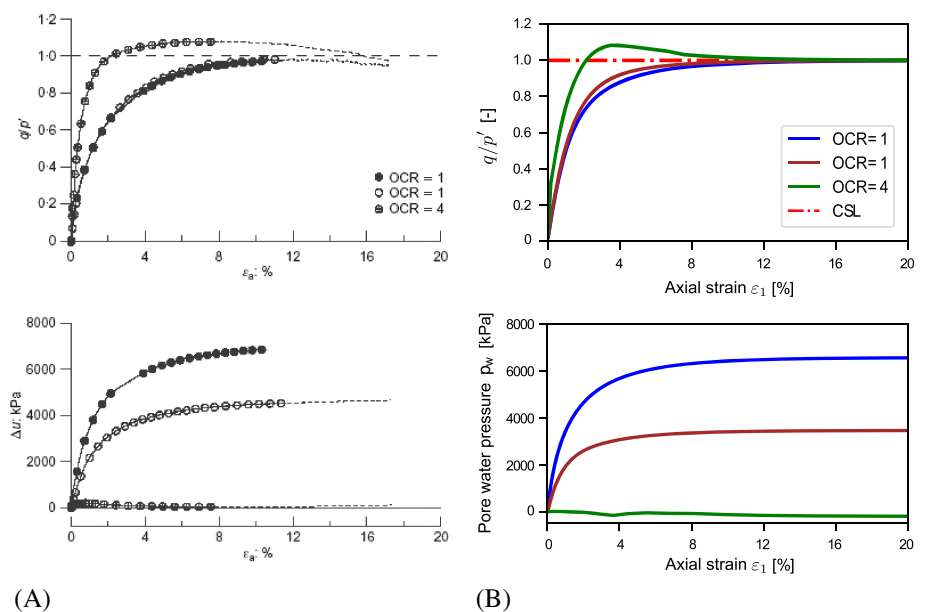 1·2
1·0
0·8
0·6
0·4
0·2
0
q/p'
OCR = 1
OCR = 1
OCR = 4
0 4 8 12 16 20
εa: %
8000
6000
4000
2000
0
Δu: kPa
0 4 8 12 16 20
εa: %
(A)
1.2
1.0
0.8
0.6
0.4
0.2
0
q/p′ [-]
OCR= 1
OCR= 1
OCR= 4
CSL
0 4 8 12 16 20
Axial strain ε1 [%]
8000
6000
4000
2000
0
Pore water pressure pw [kPa]
0 4 8 12 16 20
Axial strain ε1 [%]
(B)